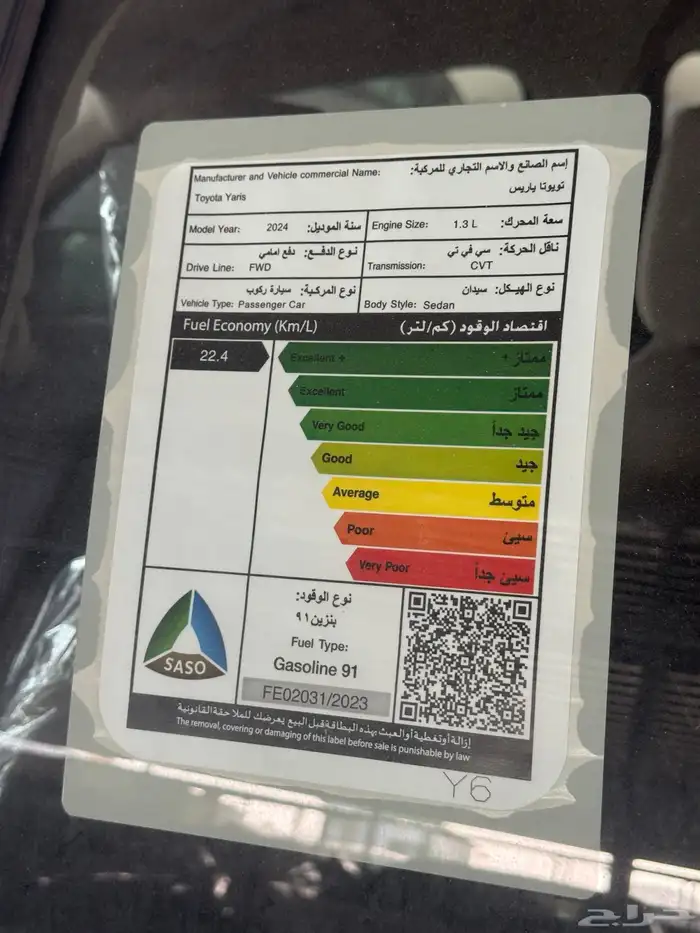 Manufacturer and Vehicle commercial Name: إسم الصانع والاسم التجاري للمركبة:
Toyota Yaris تويوتا ياريس
Model Year: 2024 سنة الموديل: Engine Size: 1.3 L سعة المحرك:
نوع الدفع: دفع امامي ناقل الحركة: سي في تي
Drive Line: FWD Transmission: CVT
نوع المركبة: سيارة ركوب نوع الهيكل: سيدان
Vehicle Type: Passenger Car Body Style: Sedan
Fuel Economy (Km/L) اقتصاد الوقود (كم/لتر)
22.4 Excellent + ممتاز +
Excellent ممتاز
Very Good جيد جداً
Good جيد
Average متوسط
Poor سيئ
Very Poor سيئ جداً
نوع الوقود:
بنزين ٩١
Fuel Type:
Gasoline 91
SASO
FE02031/2023
إزالة أوتغطية أوالعبث بهذه البطاقة قبل البيع يعرضك للملاحقة القانونية
The removal, covering or damaging of this label before sale is punishable by law
Y6
حراج